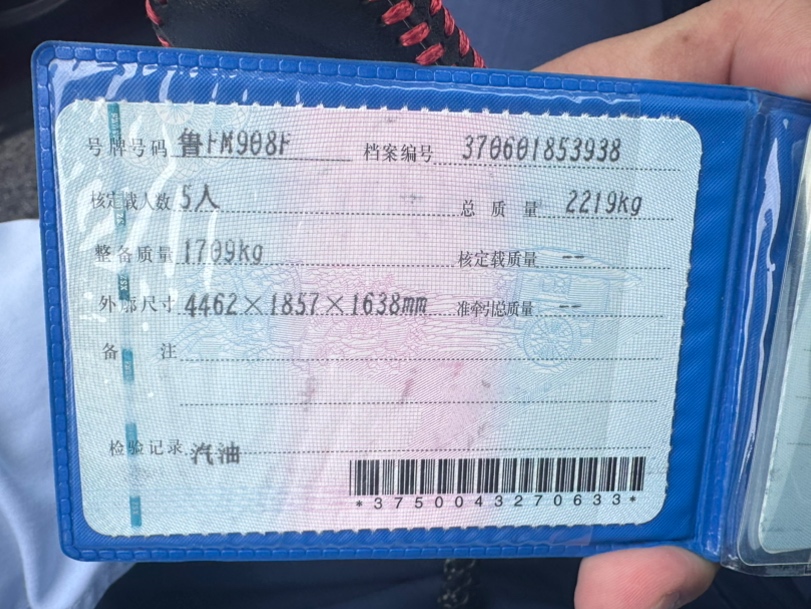 号牌号码 鲁FM908F 档案编号 370601853938
核定载人数 5人 总质量 2219kg
整备质量 1709kg 核定载质量 --
外廓尺寸 4462×1857×1638mm 准牵引总质量 --
备注
检验记录 汽油
*3750043270633*